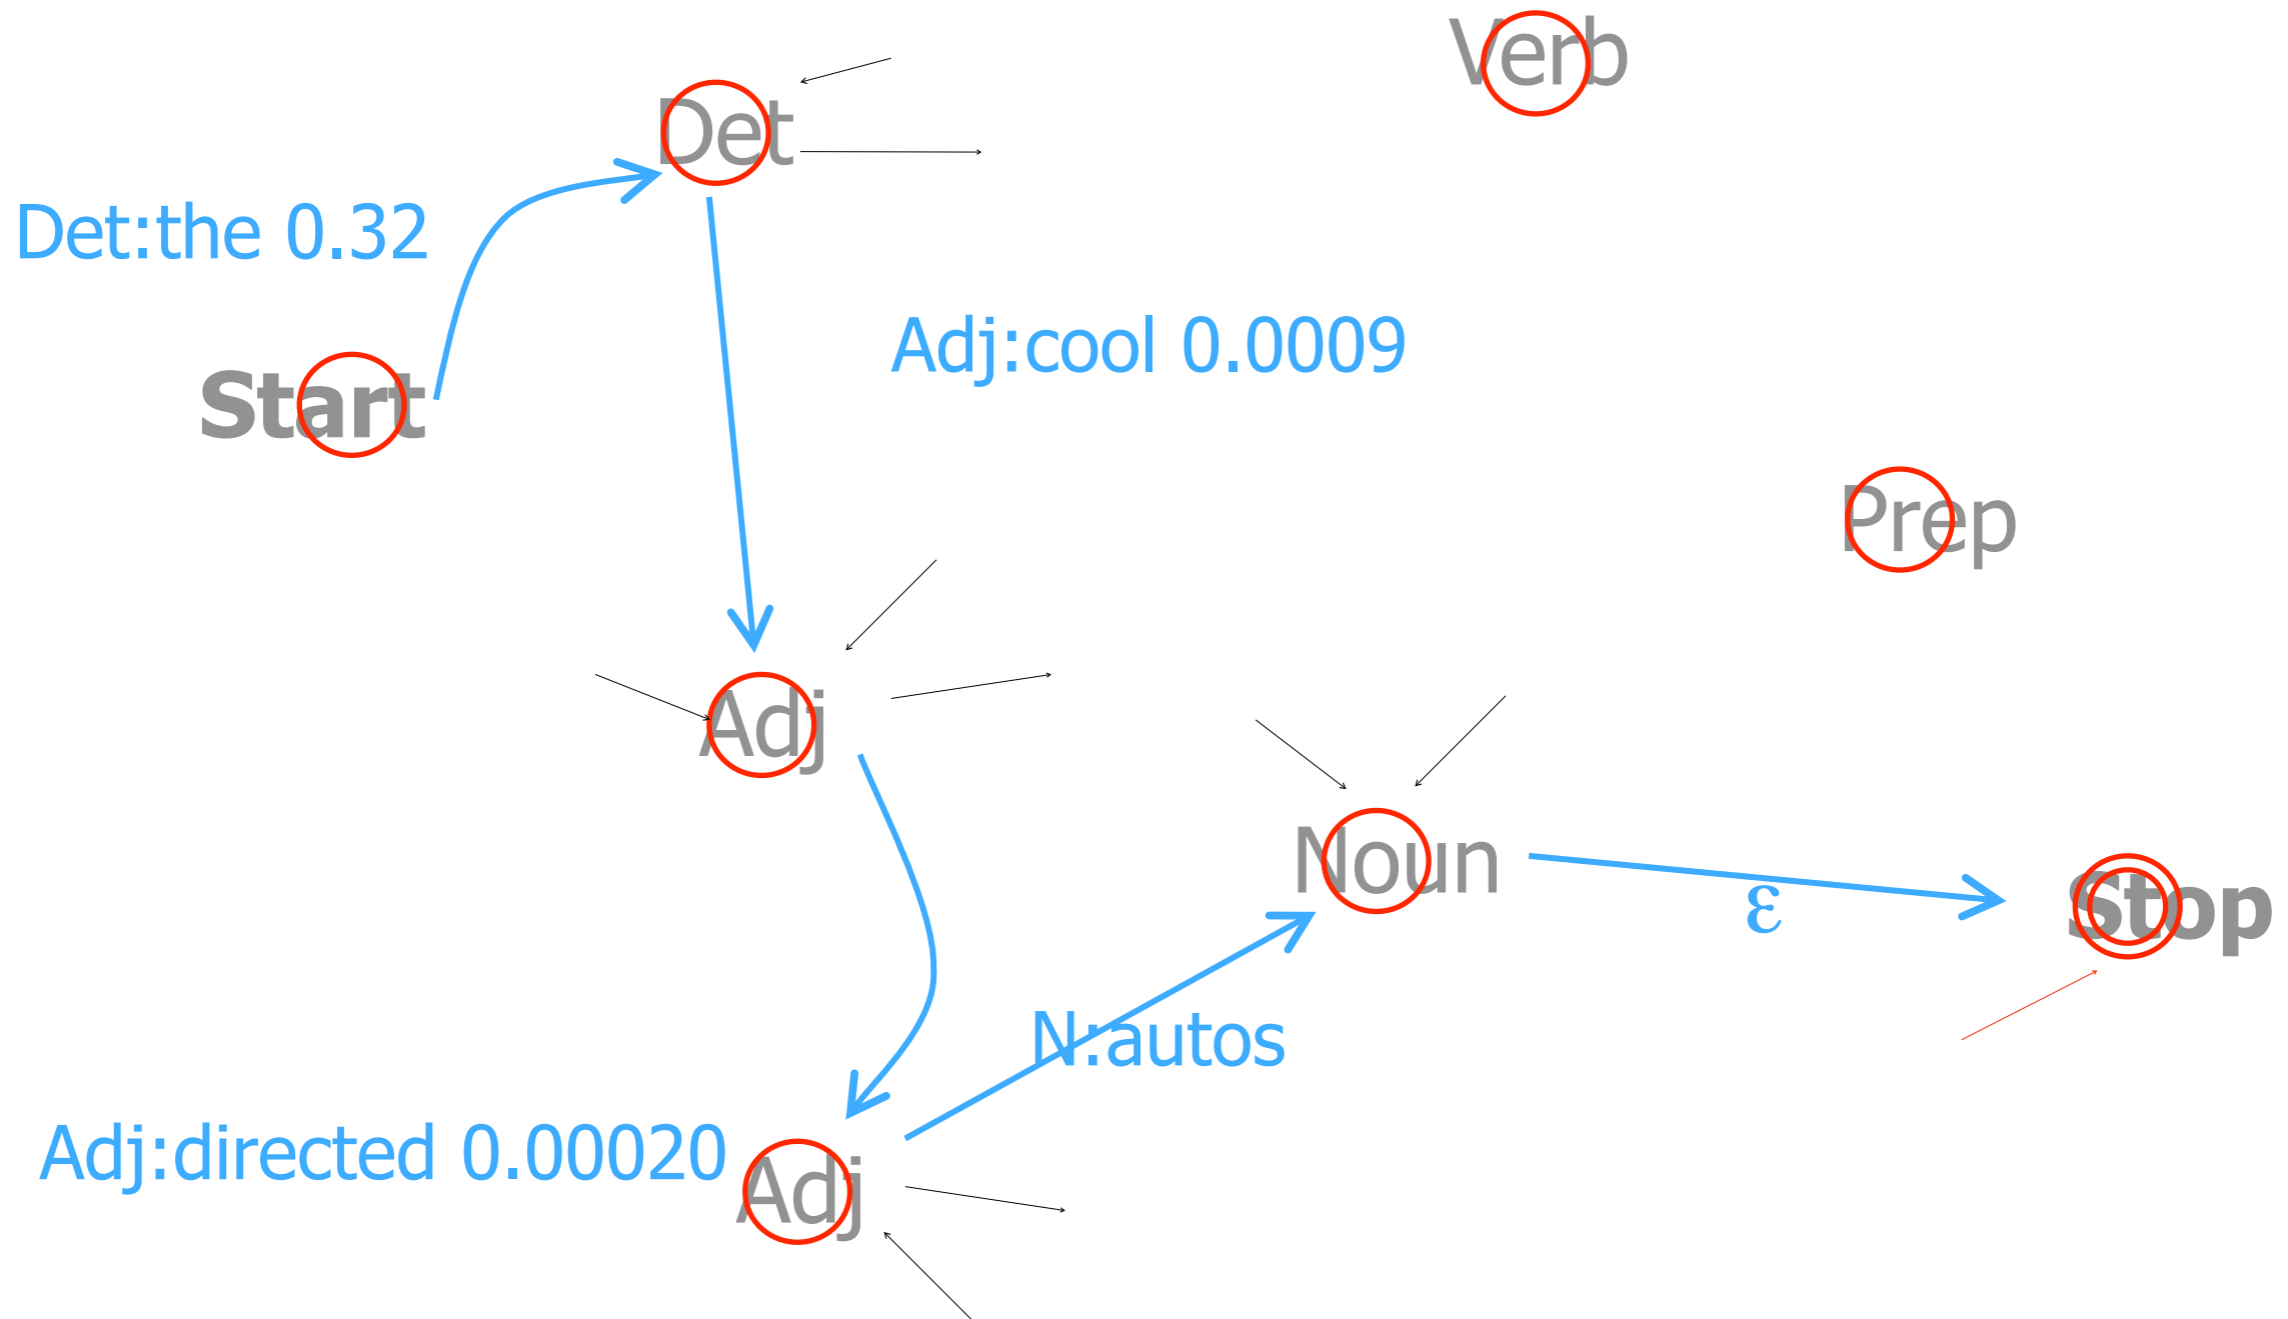 Verb
Det
Det:the 0.32
Adj:cool 0.0009
Start
Prep
Adj
Noun
ε
Stop
N:autos
Adj:directed 0.00020
Adj